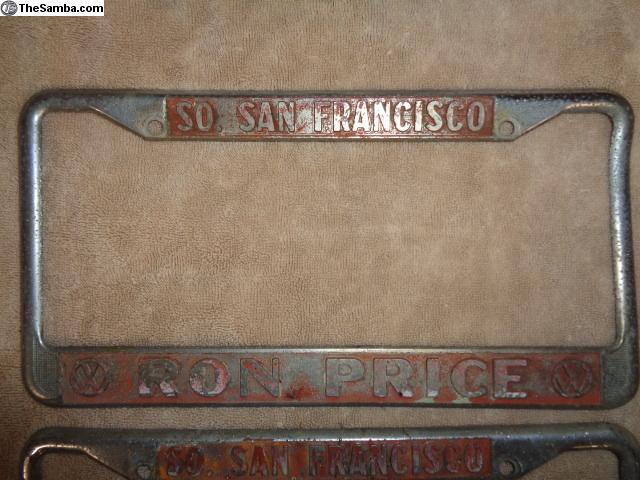 TheSamba.com
SO. SAN FRANCISCO
RON PRICE
SO. SAN FRANCISCO